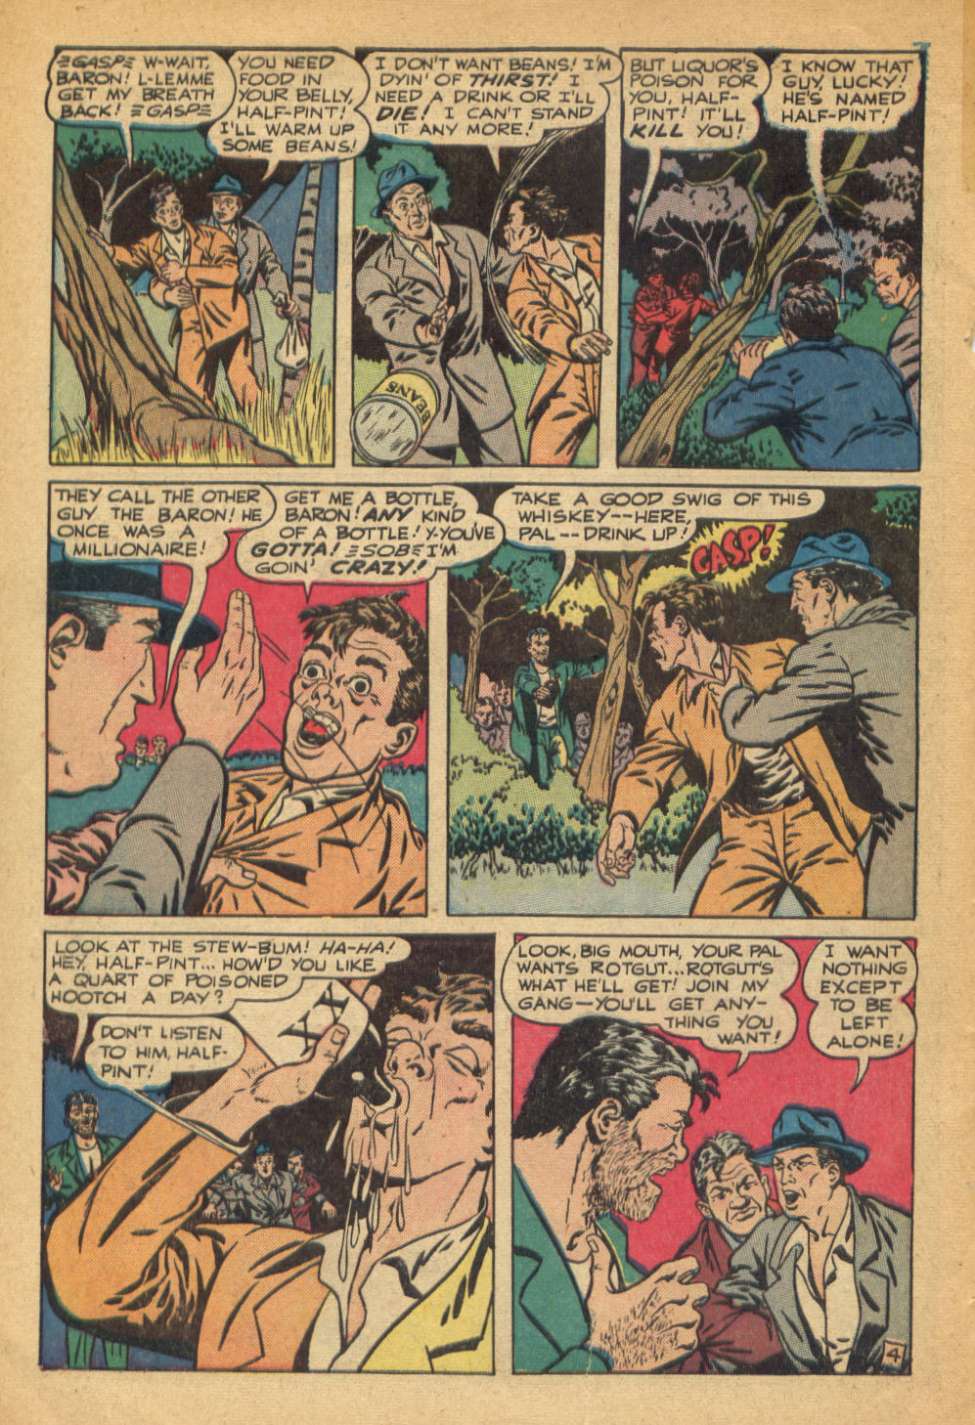 GASP W-WAIT,
BARON! L-LEMME
GET MY BREATH
BACK! GASP
YOU NEED
FOOD IN
YOUR BELLY,
HALF-PINT!
I'LL WARM UP
SOME BEANS!
I DON'T WANT BEANS! I'M
DYIN' OF THIRST! I
NEED A DRINK OR I'LL
DIE! I CAN'T STAND
IT ANY MORE!
BEANS
BUT LIQUOR'S
POISON FOR
YOU, HALF-
PINT! IT'LL
KILL YOU!
I KNOW THAT
GUY, LUCKY!
HE'S NAMED
HALF-PINT!
THEY CALL THE OTHER
GUY THE BARON! HE
ONCE WAS A
MILLIONAIRE!
GET ME A BOTTLE,
BARON! ANY KIND
OF A BOTTLE! Y-YOU'VE
GOTTA! SOB I'M
GOIN' CRAZY!
TAKE A GOOD SWIG OF THIS
WHISKEY--HERE,
PAL--DRINK UP!
GASP!
LOOK AT THE STEW-BUM! HA-HA!
HEY, HALF-PINT... HOW'D YOU LIKE
A QUART OF POISONED
HOOTCH A DAY?
DON'T LISTEN
TO HIM, HALF-
PINT!
XXX
LOOK, BIG MOUTH, YOUR PAL
WANTS ROTGUT...ROTGUT'S
WHAT HE'LL GET! JOIN MY
GANG--YOU'LL GET ANY-
THING YOU
WANT!
I WANT
NOTHING
EXCEPT
TO BE
LEFT
ALONE!
4